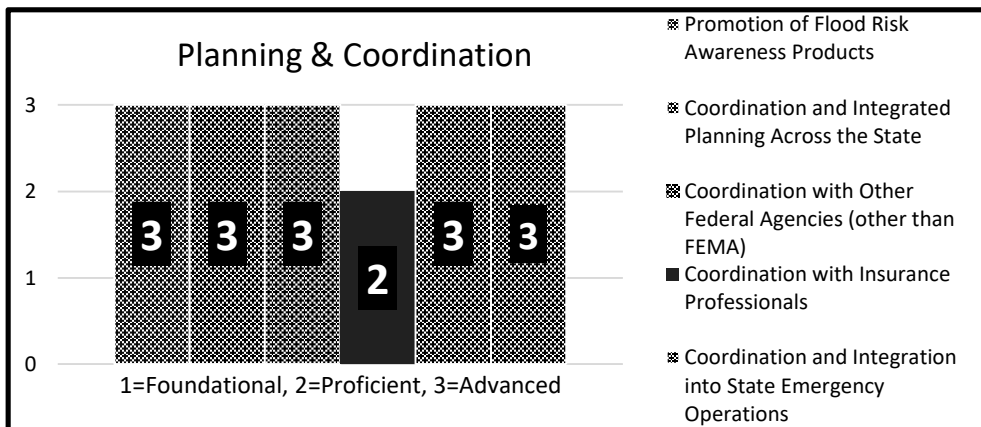 Planning & Coordination
3
2
1
0
3
3
3
2
3
3
1=Foundational, 2=Proficient, 3=Advanced
Promotion of Flood Risk
Awareness Products
Coordination and Integrated
Planning Across the State
Coordination with Other
Federal Agencies (other than
FEMA)
Coordination with Insurance
Professionals
Coordination and Integration
into State Emergency
Operations